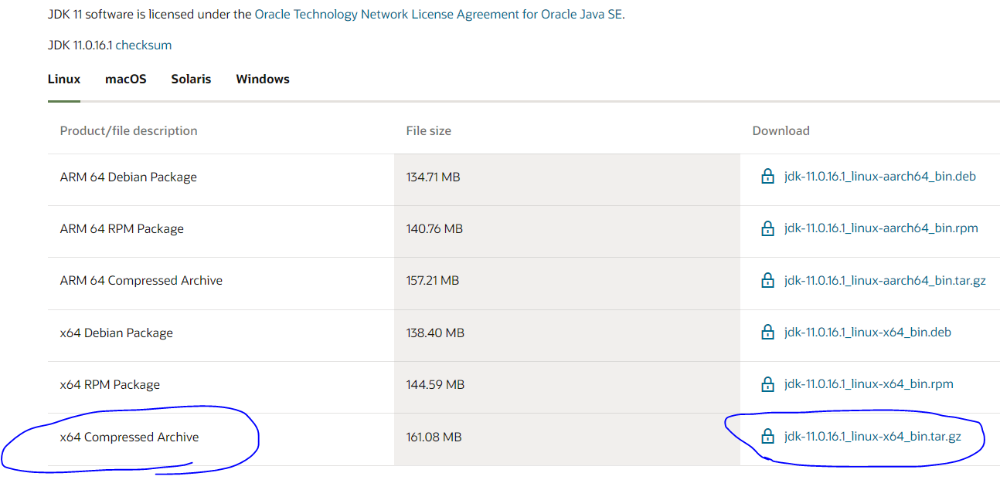 JDK 11 software is licensed under the Oracle Technology Network License Agreement for Oracle Java SE.
JDK 11.0.16.1 checksum
Linux macOS Solaris Windows
Product/file description File size Download
ARM 64 Debian Package 134.71 MB jdk-11.0.16.1_linux-aarch64_bin.deb
ARM 64 RPM Package 140.76 MB jdk-11.0.16.1_linux-aarch64_bin.rpm
ARM 64 Compressed Archive 157.21 MB jdk-11.0.16.1_linux-aarch64_bin.tar.gz
x64 Debian Package 138.40 MB jdk-11.0.16.1_linux-x64_bin.deb
x64 RPM Package 144.59 MB jdk-11.0.16.1_linux-x64_bin.rpm
x64 Compressed Archive 161.08 MB jdk-11.0.16.1_linux-x64_bin.tar.gz